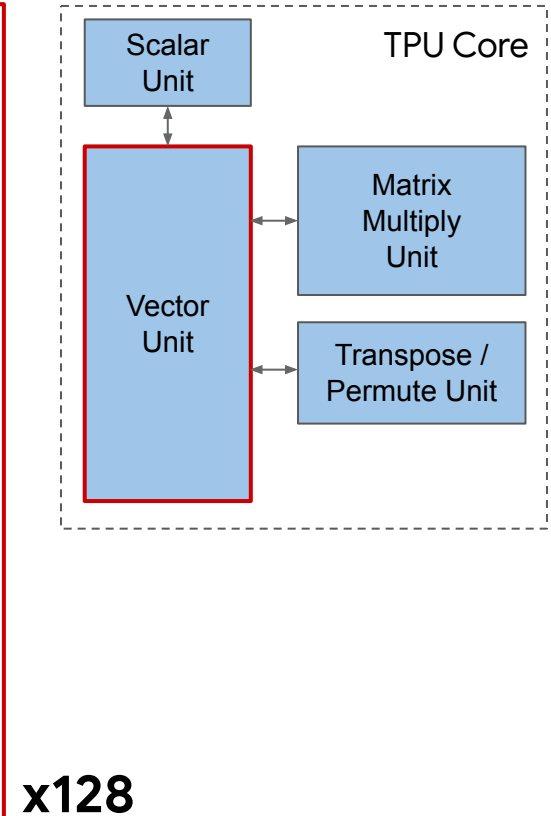 TPU Core
Scalar
Unit
Matrix
Multiply
Unit
Vector
Unit
Transpose /
Permute Unit
x128